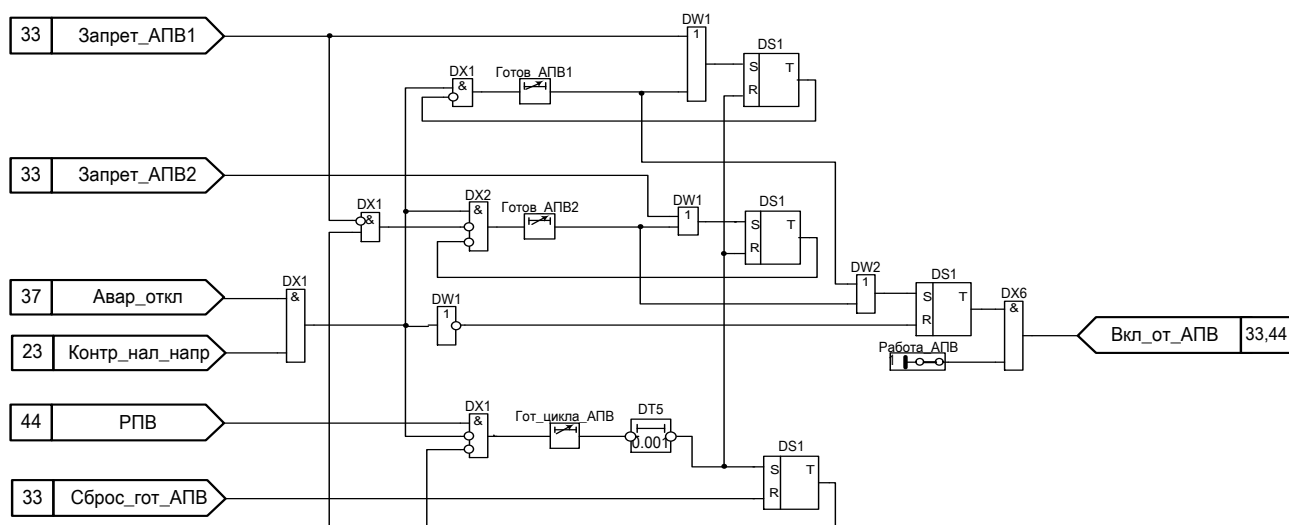 DW1
33 Запрет_АПВ1
1
DS1
DX1
Готов_АПВ1
S T
&
R
33 Запрет_АПВ2
DX2
DW1
DS1
DX1
&
Готов_АПВ2
1
S T
&
R
DW2
37 Авар_откл
DX1
DS1
&
DW1
1
S T
DX6
1
R
&
Вкл_от_АПВ 33,44
23 Контр_нал_напр
Работа_АПВ
1
44 РПВ
DX1
Гот_цикла_АПВ
DT5
&
0.001
DS1
S T
33 Сброс_гот_АПВ
R